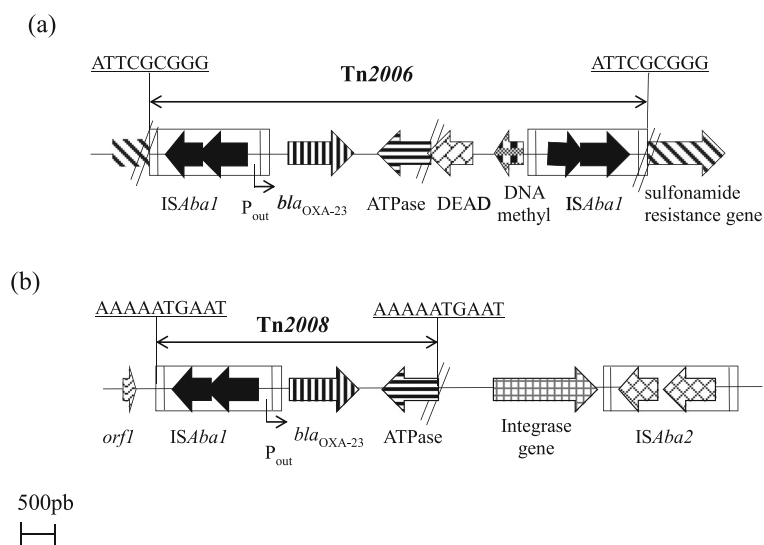 (a)
ATTCGCGGG ATTCGCGGG
Tn2006
ISAba1 Pout blaOXA-23 ATPase DEAD DNA methyl ISAba1 sulfonamide resistance gene
(b)
AAAAATGAAT AAAAATGAAT
Tn2008
orf1 ISAba1 Pout blaOXA-23 ATPase Integrase gene ISAba2
500pb